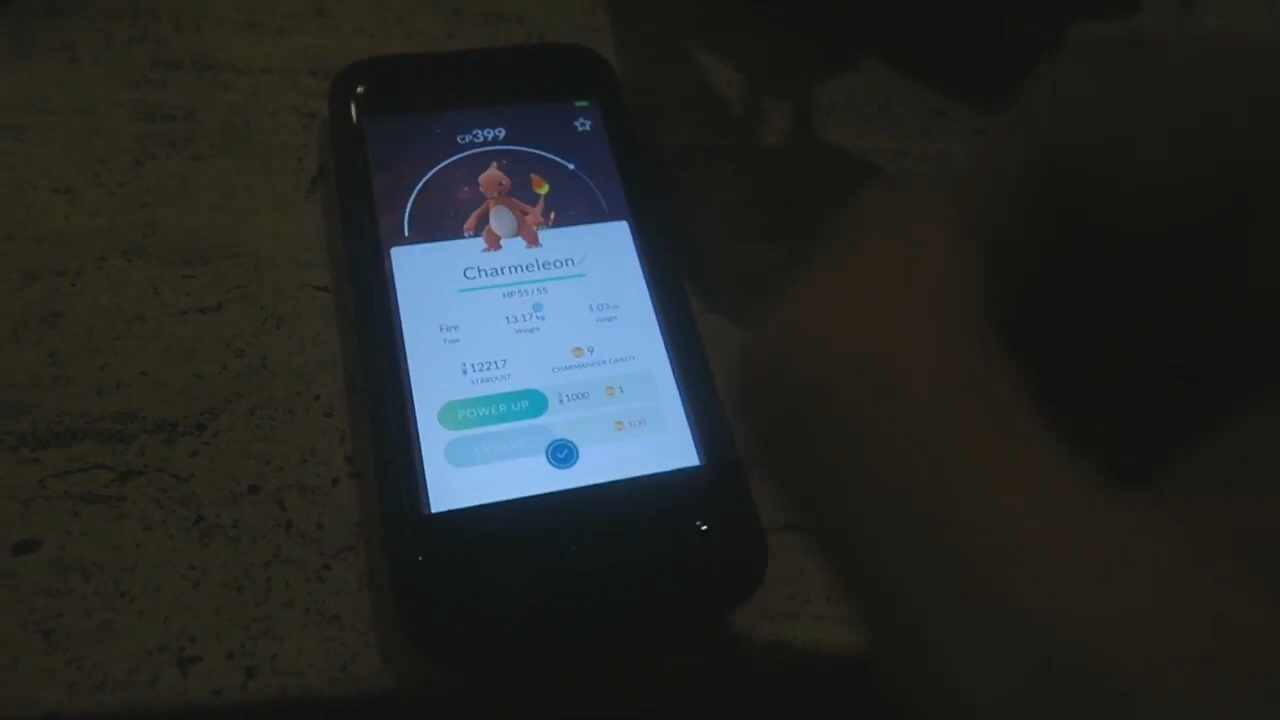 CP399
Charmeleon
HP 55 / 55
Fire
Type
13.17 kg
Weight
1.03 m
Height
12217
STARDUST
9
CHARMANDER CANDY
POWER UP
1000
1
EVOLVE
100